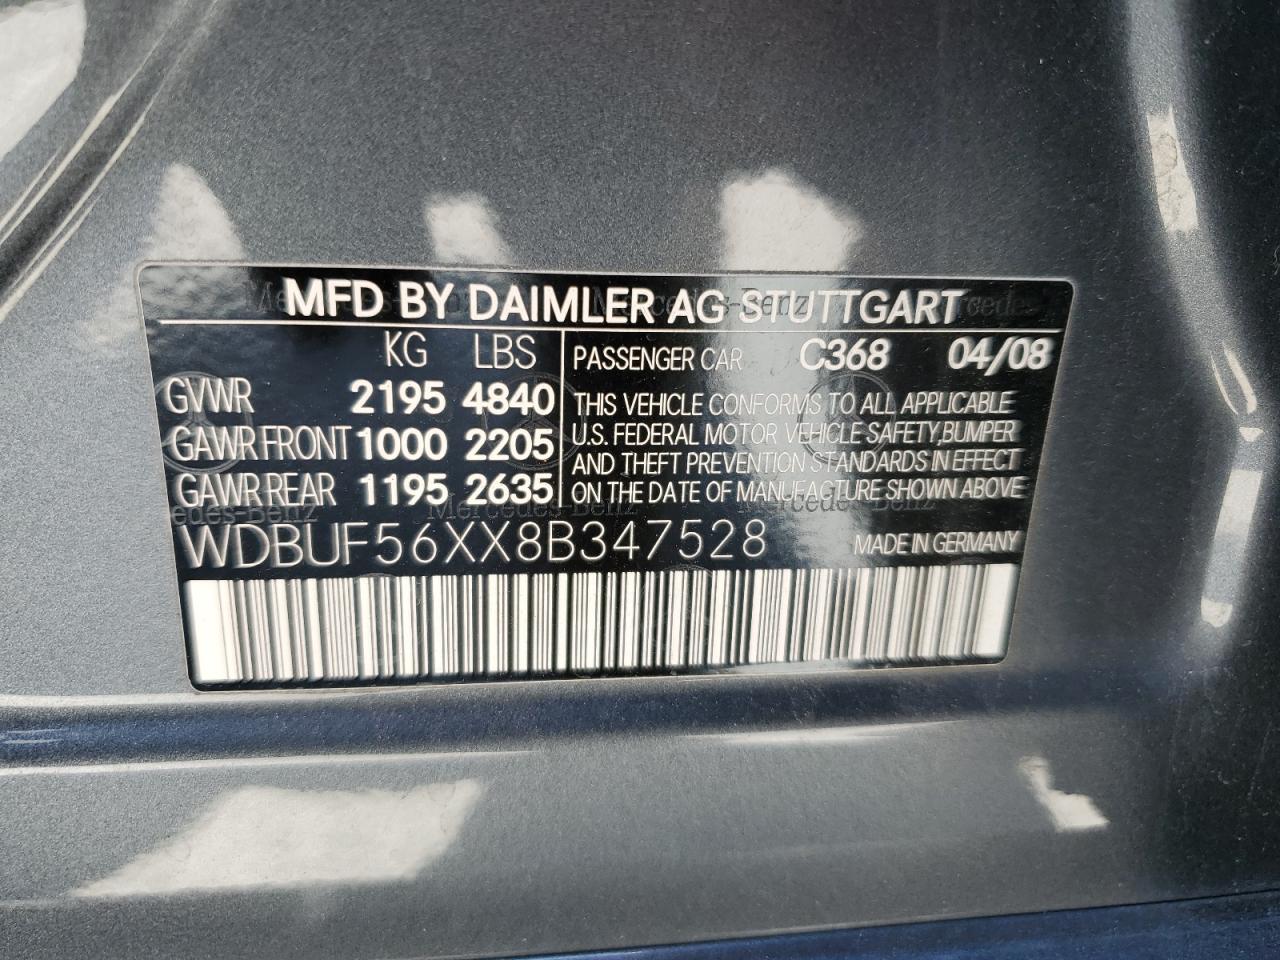 MFD BY DAIMLER AG STUTTGART
KG LBS
GVWR 2195 4840
GAWR FRONT 1000 2205
GAWR REAR 1195 2635
PASSENGER CAR C368 04/08
THIS VEHICLE CONFORMS TO ALL APPLICABLE
U.S. FEDERAL MOTOR VEHICLE SAFETY,BUMPER
AND THEFT PREVENTION STANDARDS IN EFFECT
ON THE DATE OF MANUFACTURE SHOWN ABOVE
WDBUF56XX8B347528 MADE IN GERMANY
Mercedes-Benz